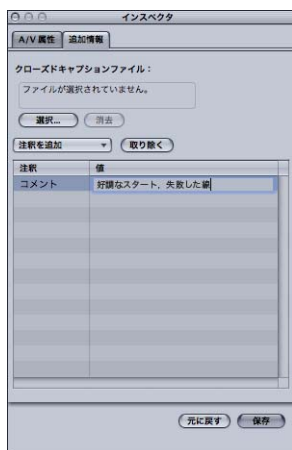 インスペクタ
A/V 属性 追加情報
クローズドキャプションファイル：
ファイルが選択されていません。
選択... 消去
注釈を追加 取り除く
注釈 値
コメント 好調なスタート，失敗した
元に戻す 保存